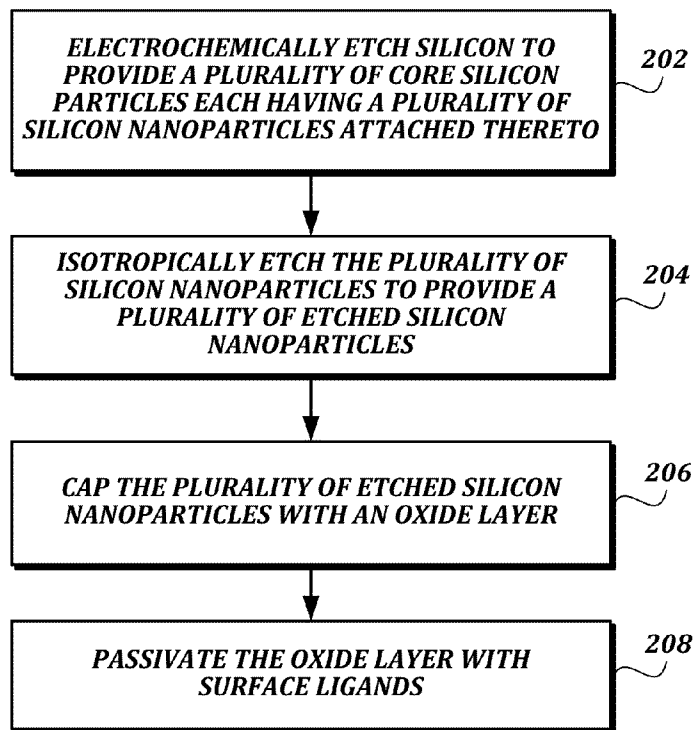 ELECTROCHEMICALLY ETCH SILICON TO
PROVIDE A PLURALITY OF CORE SILICON
PARTICLES EACH HAVING A PLURALITY OF
SILICON NANOPARTICLES ATTACHED THERETO
202
ISOTROPICALLY ETCH THE PLURALITY OF
SILICON NANOPARTICLES TO PROVIDE A
PLURALITY OF ETCHED SILICON
NANOPARTICLES
204
CAP THE PLURALITY OF ETCHED SILICON
NANOPARTICLES WITH AN OXIDE LAYER
206
PASSIVATE THE OXIDE LAYER WITH
SURFACE LIGANDS
208